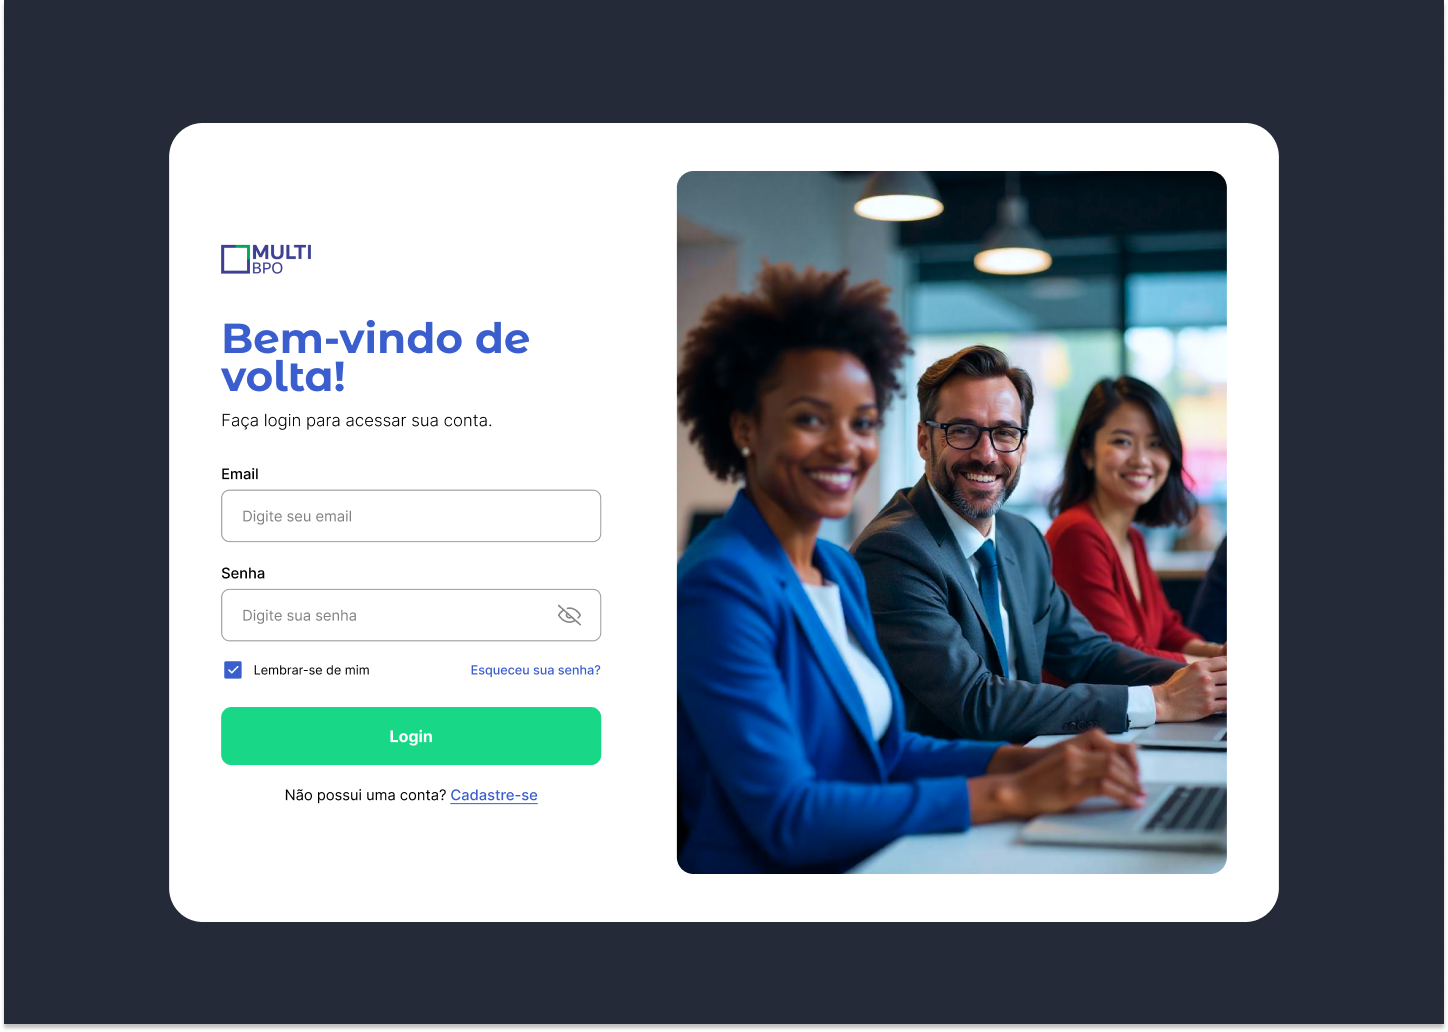 MULTI
BPO
Bem-vindo de
volta!
Faça login para acessar sua conta.
Email
Digite seu email
Senha
Digite sua senha
Lembrar-se de mim
Esqueceu sua senha?
Login
Não possui uma conta? Cadastre-se